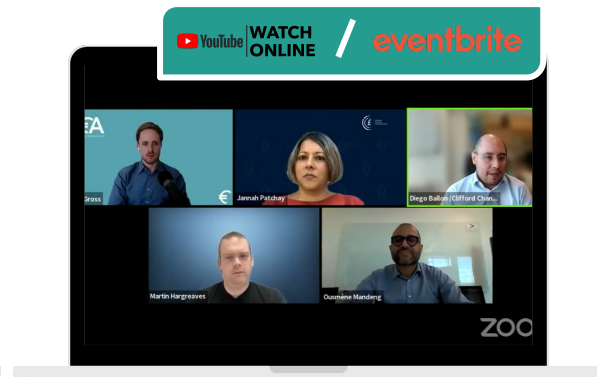 YouTube
WATCH
ONLINE
/
eventbrite
€A
Gross
Jannah Patchay
Diego Ballon (Clifford Chan...
Martin Hargreaves
Ousmène Mandeng
ZOO